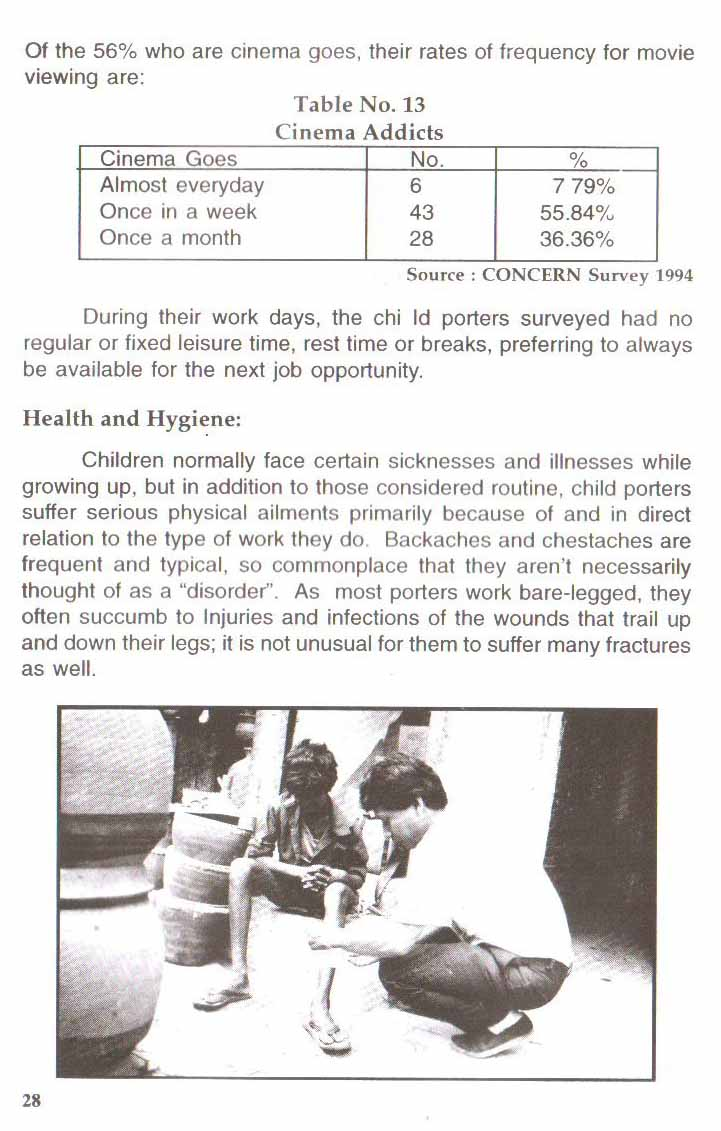 Of the 56% who are cinema goes, their rates of frequency for movie
viewing are:
Table No. 13
Cinema Addicts
Cinema Goes No. %
Almost everyday 6 7 79%
Once in a week 43 55.84%
Once a month 28 36.36%
Source : CONCERN Survey 1994
During their work days, the chi ld porters surveyed had no
regular or fixed leisure time, rest time or breaks, preferring to always
be available for the next job opportunity.
Health and Hygiene:
Children normally face certain sicknesses and illnesses while
growing up, but in addition to those considered routine, child porters
suffer serious physical ailments primarily because of and in direct
relation to the type of work they do. Backaches and chestaches are
frequent and typical, so commonplace that they aren't necessarily
thought of as a “disorder”. As most porters work bare-legged, they
often succumb to Injuries and infections of the wounds that trail up
and down their legs; it is not unusual for them to suffer many fractures
as well.
28